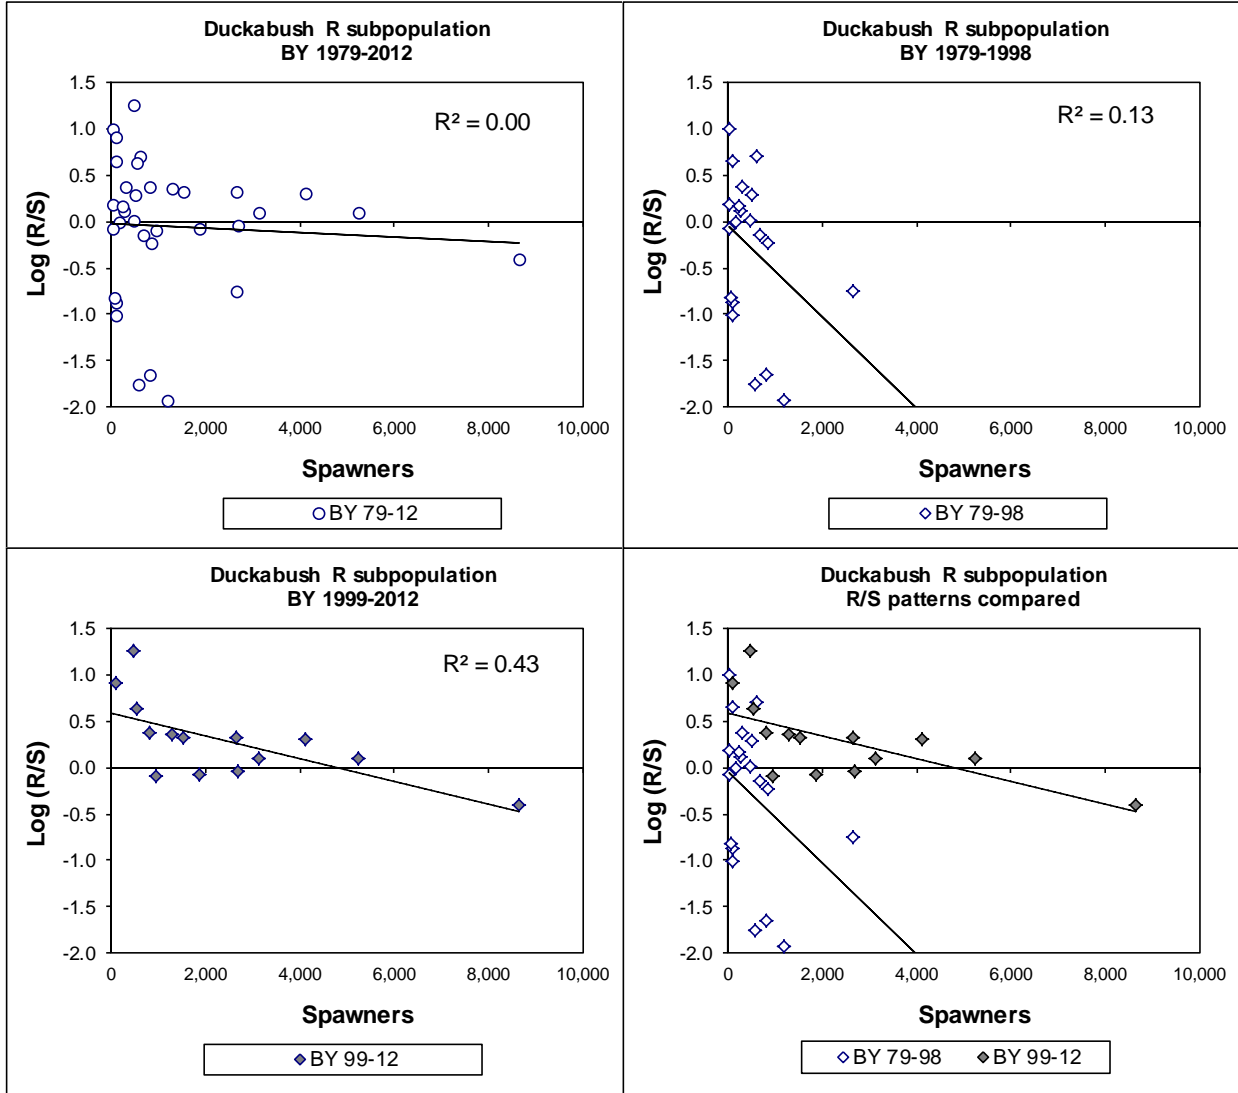 Duckabush R subpopulation
BY 1979-2012
R² = 0.00
Log (R/S)
1.5
1.0
0.5
0.0
-0.5
-1.0
-1.5
-2.0
0 2,000 4,000 6,000 8,000 10,000
Spawners
BY 79-12
Duckabush R subpopulation
BY 1979-1998
R² = 0.13
Log (R/S)
1.5
1.0
0.5
0.0
-0.5
-1.0
-1.5
-2.0
0 2,000 4,000 6,000 8,000 10,000
Spawners
BY 79-98
Duckabush R subpopulation
BY 1999-2012
R² = 0.43
Log (R/S)
1.5
1.0
0.5
0.0
-0.5
-1.0
-1.5
-2.0
0 2,000 4,000 6,000 8,000 10,000
Spawners
BY 99-12
Duckabush R subpopulation
R/S patterns compared
Log (R/S)
1.5
1.0
0.5
0.0
-0.5
-1.0
-1.5
-2.0
0 2,000 4,000 6,000 8,000 10,000
Spawners
BY 79-98 BY 99-12